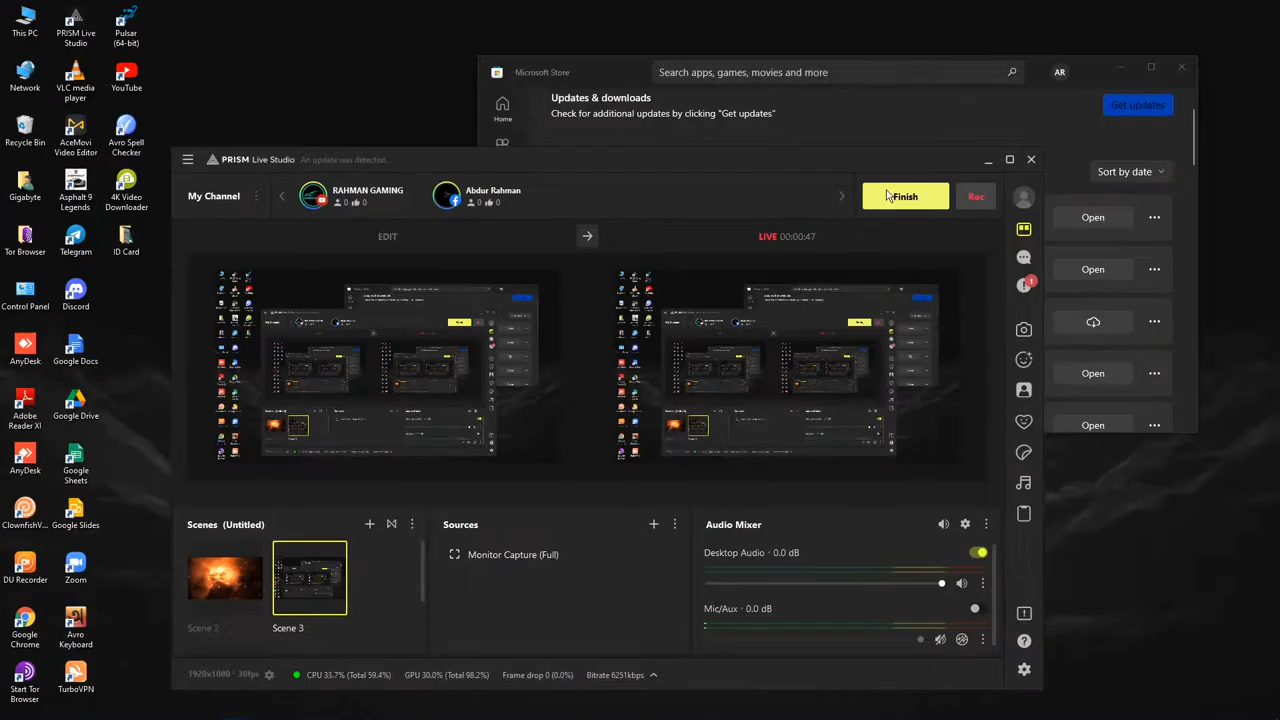 This PC
PRISM Live
Studio
Pulsar
(64-bit)
Network
VLC media
player
YouTube
Recycle Bin
AceMovi
Video Editor
Avro Spell
Checker
Gigabyte
Asphalt 9
Legends
4K Video
Downloader
Tor Browser
Telegram
ID Card
Control Panel
Discord
AnyDesk
Google Docs
Adobe
Reader XI
Google Drive
AnyDesk
Google
Sheets
ClownfishV...
Google Slides
DU Recorder
Zoom
Google
Chrome
Avro
Keyboard
Start Tor
Browser
TurboVPN
Microsoft Store
Search apps, games, movies and more
AR
Home
Updates & downloads
Check for additional updates by clicking "Get updates"
Get updates
Sort by date
Open
Open
Open
Open
PRISM Live Studio
An update was detected.
My Channel
RAHMAN GAMING
0 0
Abdur Rahman
0 0
Finish
Rec
EDIT
LIVE 00:00:47
1
Scenes (Untitled)
Scene 2
Scene 3
Sources
Monitor Capture (Full)
Audio Mixer
Desktop Audio · 0.0 dB
Mic/Aux · 0.0 dB
1920x1080 · 30fps
CPU 33.7% (Total 59.4%)
GPU 30.0% (Total 98.2%)
Frame drop 0 (0.0%)
Bitrate 6251kbps